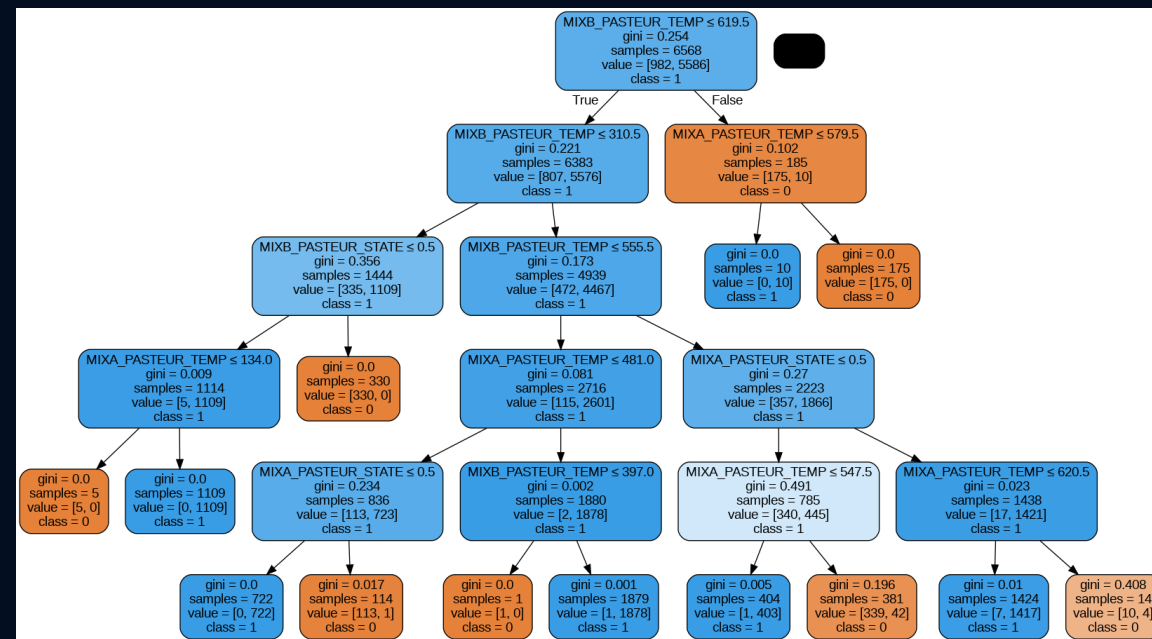 MIXB_PASTEUR_TEMP ≤ 619.5
gini = 0.254
samples = 6568
value = [982, 5586]
class = 1
True
False
MIXB_PASTEUR_TEMP ≤ 310.5
gini = 0.221
samples = 6383
value = [807, 5576]
class = 1
MIXA_PASTEUR_TEMP ≤ 579.5
gini = 0.102
samples = 185
value = [175, 10]
class = 0
MIXB_PASTEUR_STATE ≤ 0.5
gini = 0.356
samples = 1444
value = [335, 1109]
class = 1
MIXB_PASTEUR_TEMP ≤ 555.5
gini = 0.173
samples = 4939
value = [472, 4467]
class = 1
gini = 0.0
samples = 10
value = [0, 10]
class = 1
gini = 0.0
samples = 175
value = [175, 0]
class = 0
MIXA_PASTEUR_TEMP ≤ 134.0
gini = 0.009
samples = 1114
value = [5, 1109]
class = 1
gini = 0.0
samples = 330
value = [330, 0]
class = 0
MIXA_PASTEUR_TEMP ≤ 481.0
gini = 0.081
samples = 2716
value = [115, 2601]
class = 1
MIXA_PASTEUR_STATE ≤ 0.5
gini = 0.27
samples = 2223
value = [357, 1866]
class = 1
gini = 0.0
samples = 5
value = [5, 0]
class = 0
gini = 0.0
samples = 1109
value = [0, 1109]
class = 1
MIXA_PASTEUR_STATE ≤ 0.5
gini = 0.234
samples = 836
value = [113, 723]
class = 1
MIXB_PASTEUR_TEMP ≤ 397.0
gini = 0.002
samples = 1880
value = [2, 1878]
class = 1
MIXA_PASTEUR_TEMP ≤ 547.5
gini = 0.491
samples = 785
value = [340, 445]
class = 1
MIXA_PASTEUR_TEMP ≤ 620.5
gini = 0.023
samples = 1438
value = [17, 1421]
class = 1
gini = 0.0
samples = 722
value = [0, 722]
class = 1
gini = 0.017
samples = 114
value = [113, 1]
class = 0
gini = 0.0
samples = 1
value = [1, 0]
class = 0
gini = 0.001
samples = 1879
value = [1, 1878]
class = 1
gini = 0.005
samples = 404
value = [1, 403]
class = 1
gini = 0.196
samples = 381
value = [339, 42]
class = 0
gini = 0.01
samples = 1424
value = [7, 1417]
class = 1
gini = 0.408
samples = 14
value = [10, 4]
class = 0